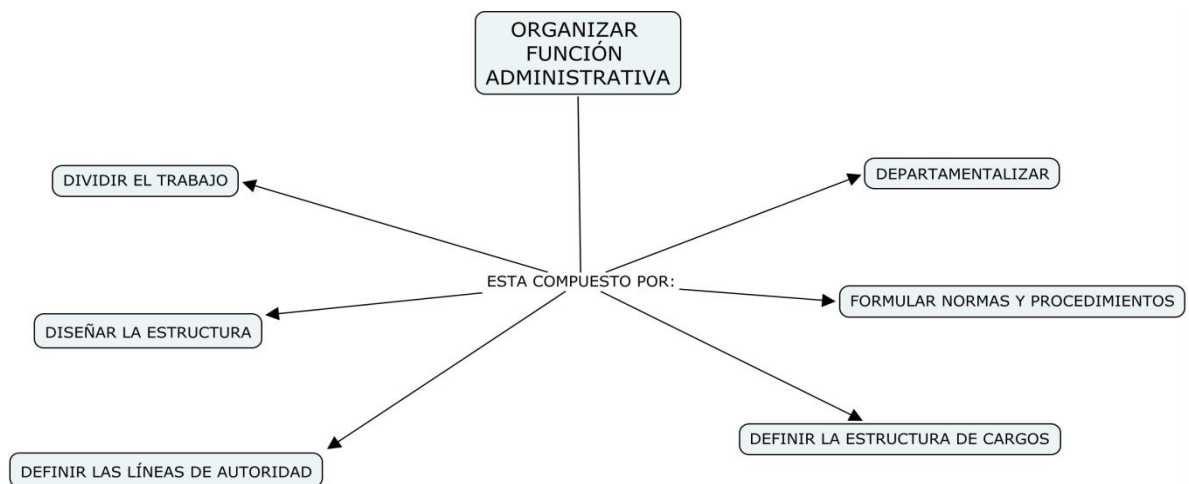 ORGANIZAR
FUNCIÓN
ADMINISTRATIVA
DIVIDIR EL TRABAJO
DEPARTAMENTALIZAR
ESTA COMPUESTO POR:
DISEÑAR LA ESTRUCTURA
FORMULAR NORMAS Y PROCEDIMIENTOS
DEFINIR LAS LÍNEAS DE AUTORIDAD
DEFINIR LA ESTRUCTURA DE CARGOS